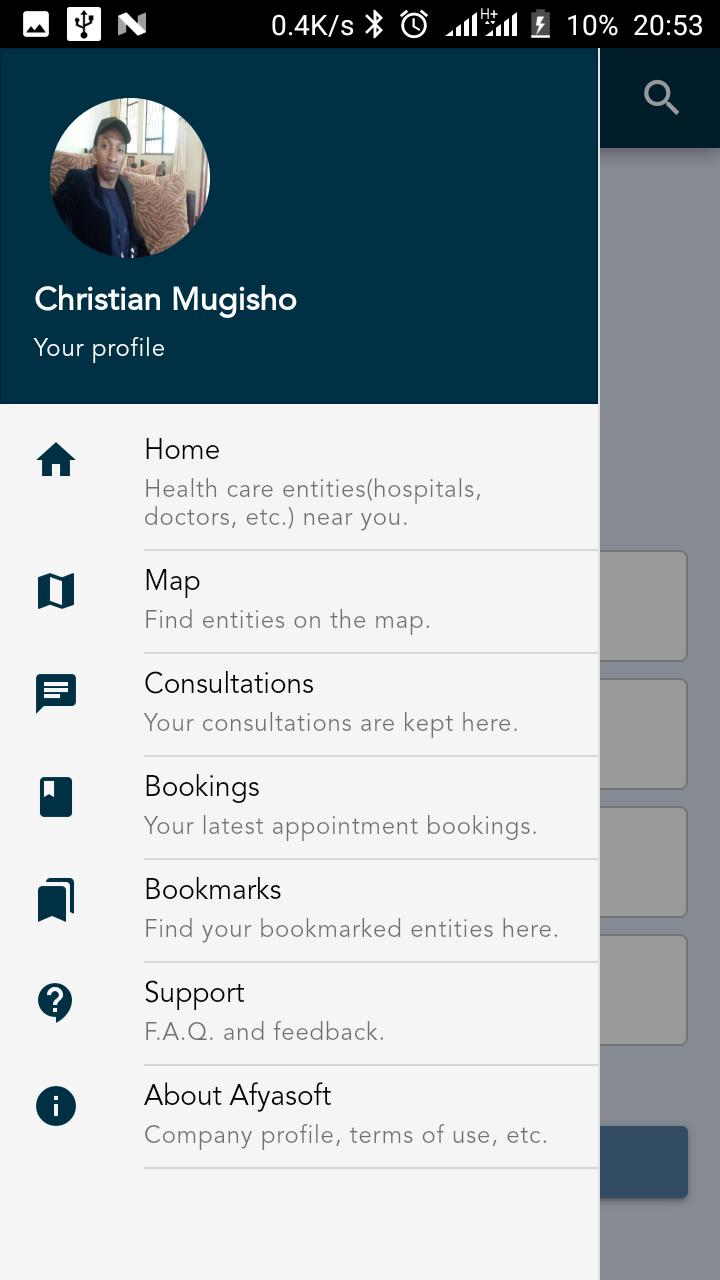 0.4K/s H+ 10% 20:53
Christian Mugisho
Your profile
Home
Health care entities(hospitals,
doctors, etc.) near you.
Map
Find entities on the map.
Consultations
Your consultations are kept here.
Bookings
Your latest appointment bookings.
Bookmarks
Find your bookmarked entities here.
Support
F.A.Q. and feedback.
About Afyasoft
Company profile, terms of use, etc.